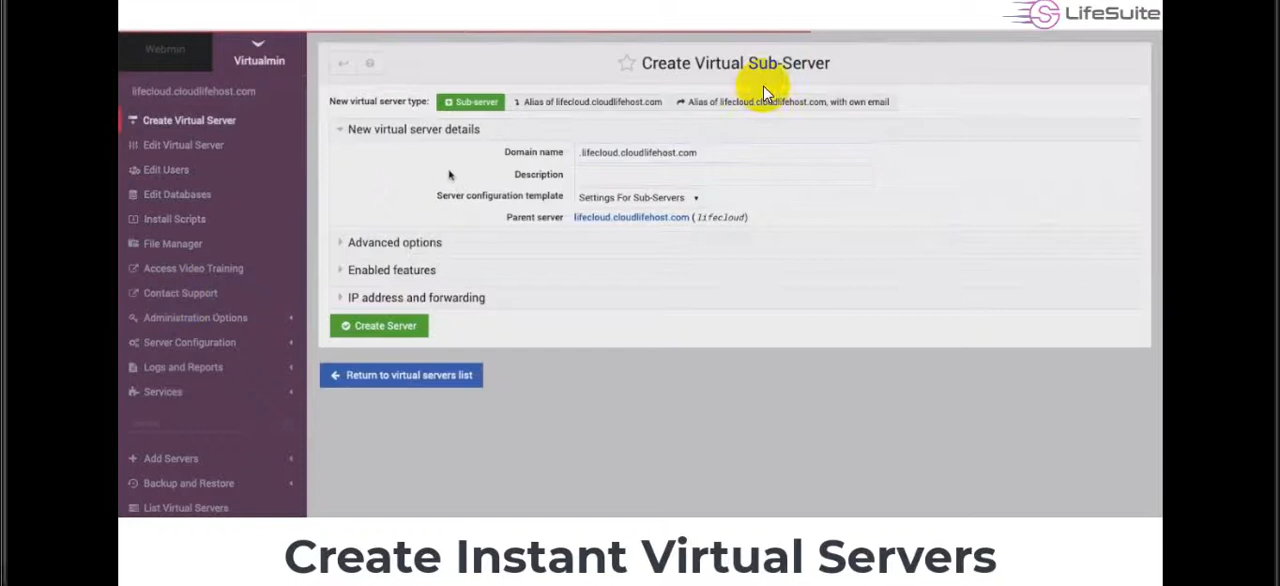 LifeSuite
Webmin
Virtualmin
lifecloud.cloudlifehost.com
Create Virtual Server
Edit Virtual Server
Edit Users
Edit Databases
Install Scripts
File Manager
Access Video Training
Contact Support
Administration Options
Server Configuration
Logs and Reports
Services
Add Servers
Backup and Restore
List Virtual Servers
Create Virtual Sub-Server
New virtual server type: Sub-server Alias of lifecloud.cloudlifehost.com Alias of lifecloud.cloudlifehost.com, with own email
New virtual server details
Domain name .lifecloud.cloudlifehost.com
Description
Server configuration template Settings For Sub-Servers
Parent server lifecloud.cloudlifehost.com (lifecloud)
Advanced options
Enabled features
IP address and forwarding
Create Server
Return to virtual servers list
Create Instant Virtual Servers